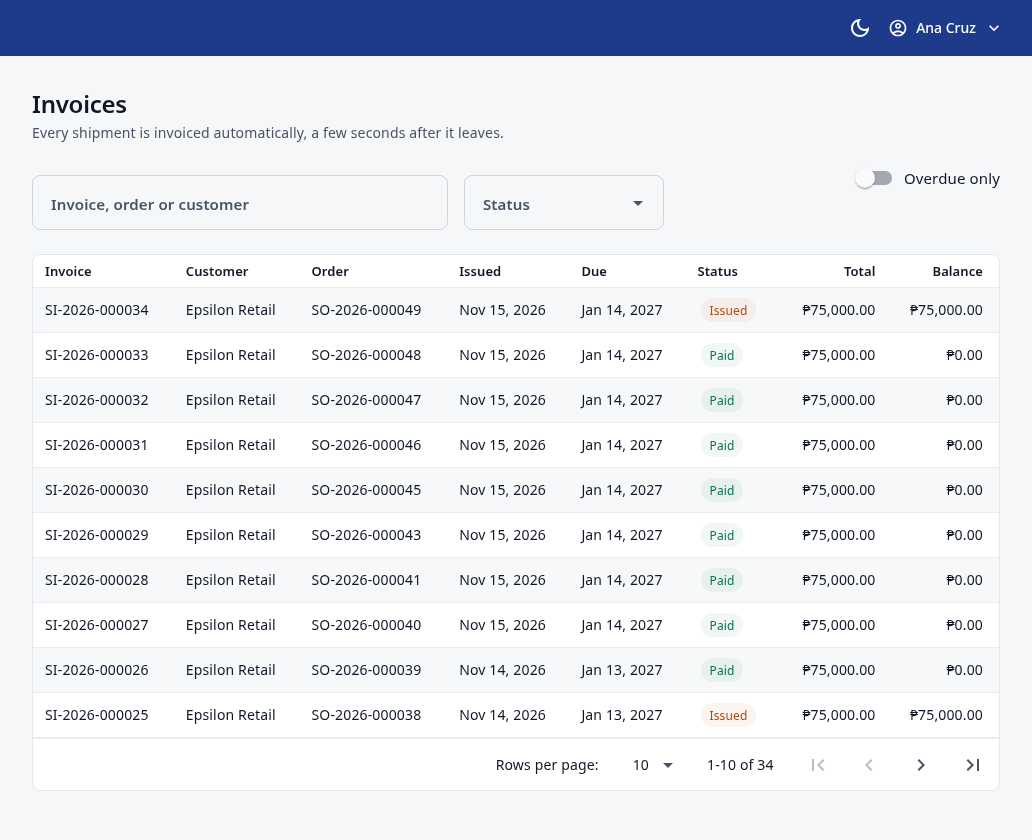 Ana Cruz
Invoices
Every shipment is invoiced automatically, a few seconds after it leaves.
Invoice, order or customer Status Overdue only
Invoice Customer Order Issued Due Status Total Balance
SI-2026-000034 Epsilon Retail SO-2026-000049 Nov 15, 2026 Jan 14, 2027 Issued ₱75,000.00 ₱75,000.00
SI-2026-000033 Epsilon Retail SO-2026-000048 Nov 15, 2026 Jan 14, 2027 Paid ₱75,000.00 ₱0.00
SI-2026-000032 Epsilon Retail SO-2026-000047 Nov 15, 2026 Jan 14, 2027 Paid ₱75,000.00 ₱0.00
SI-2026-000031 Epsilon Retail SO-2026-000046 Nov 15, 2026 Jan 14, 2027 Paid ₱75,000.00 ₱0.00
SI-2026-000030 Epsilon Retail SO-2026-000045 Nov 15, 2026 Jan 14, 2027 Paid ₱75,000.00 ₱0.00
SI-2026-000029 Epsilon Retail SO-2026-000043 Nov 15, 2026 Jan 14, 2027 Paid ₱75,000.00 ₱0.00
SI-2026-000028 Epsilon Retail SO-2026-000041 Nov 15, 2026 Jan 14, 2027 Paid ₱75,000.00 ₱0.00
SI-2026-000027 Epsilon Retail SO-2026-000040 Nov 15, 2026 Jan 14, 2027 Paid ₱75,000.00 ₱0.00
SI-2026-000026 Epsilon Retail SO-2026-000039 Nov 14, 2026 Jan 13, 2027 Paid ₱75,000.00 ₱0.00
SI-2026-000025 Epsilon Retail SO-2026-000038 Nov 14, 2026 Jan 13, 2027 Issued ₱75,000.00 ₱75,000.00
Rows per page: 10 1-10 of 34